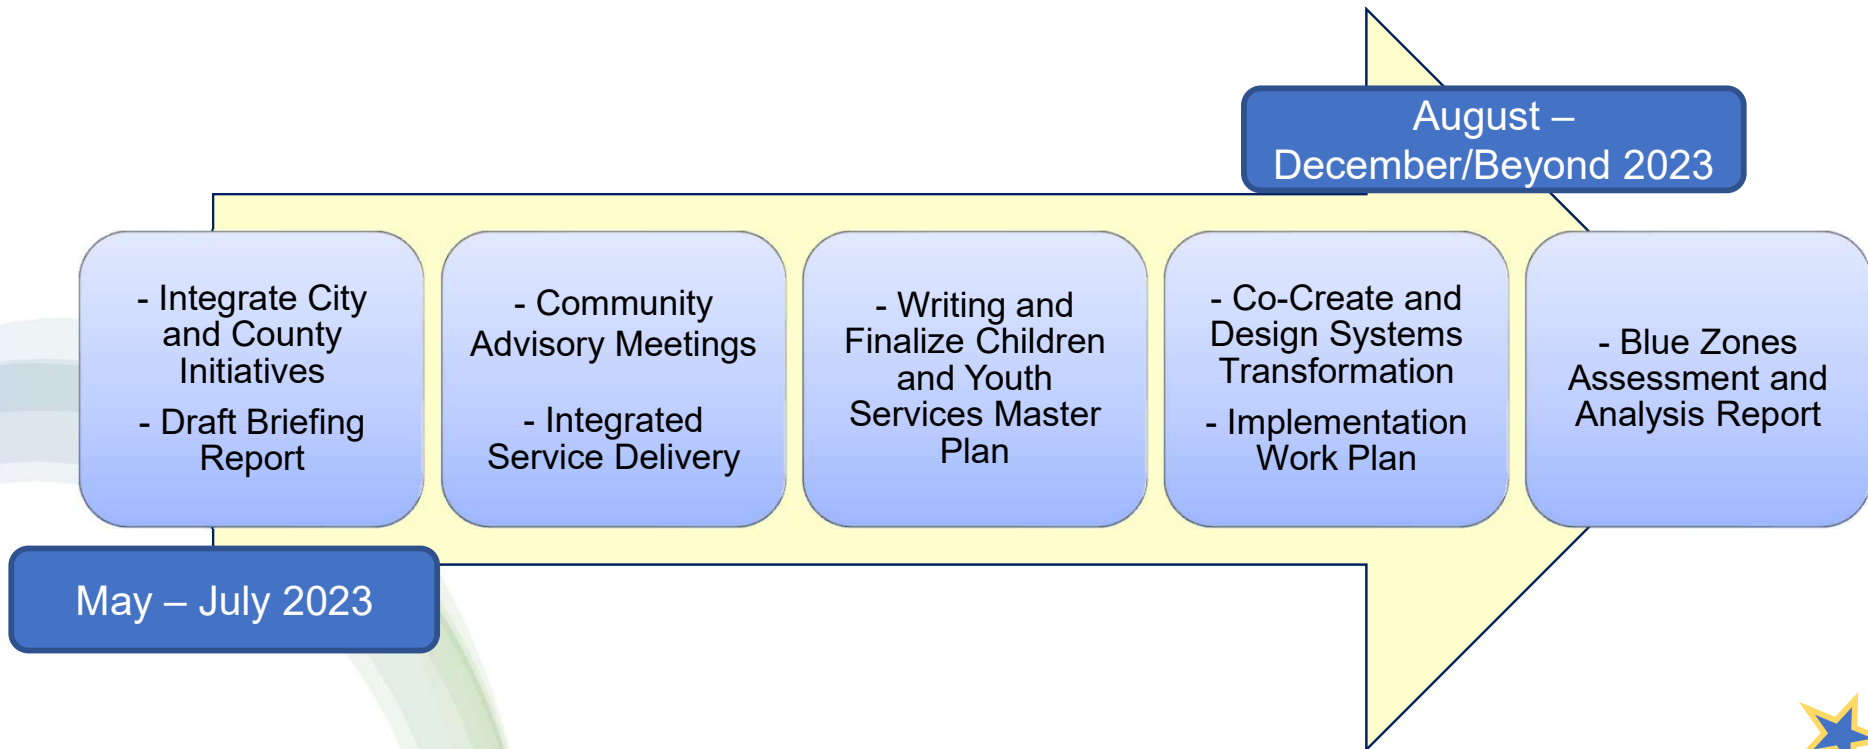 August –
December/Beyond 2023
- Integrate City
and County
Initiatives
- Draft Briefing
Report
- Community
Advisory Meetings
- Integrated
Service Delivery
- Writing and
Finalize Children
and Youth
Services Master
Plan
- Co-Create and
Design Systems
Transformation
- Implementation
Work Plan
- Blue Zones
Assessment and
Analysis Report
May – July 2023